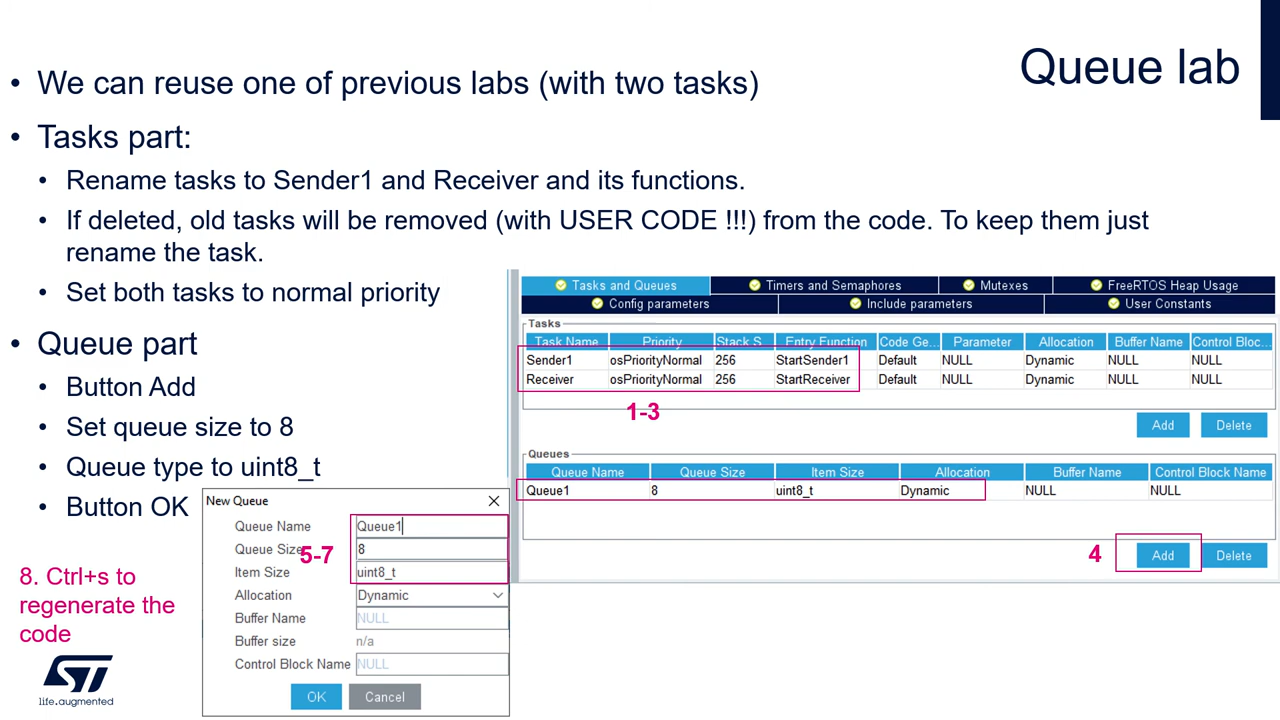 Queue lab
• We can reuse one of previous labs (with two tasks)
• Tasks part:
• Rename tasks to Sender1 and Receiver and its functions.
• If deleted, old tasks will be removed (with USER CODE !!!) from the code. To keep them just
rename the task.
• Set both tasks to normal priority
• Queue part
• Button Add
• Set queue size to 8
• Queue type to uint8_t
• Button OK
8. Ctrl+s to
regenerate the
code
life.augmented
New Queue
Queue Name Queue1
Queue Size 8
5-7
Item Size uint8_t
Allocation Dynamic
Buffer Name NULL
Buffer size n/a
Control Block Name NULL
OK Cancel
Tasks and Queues Timers and Semaphores Mutexes FreeRTOS Heap Usage
Config parameters Include parameters User Constants
Tasks
Task Name Priority Stack S... Entry Function Code Ge... Parameter Allocation Buffer Name Control Bloc...
Sender1 osPriorityNormal 256 StartSender1 Default NULL Dynamic NULL NULL
Receiver osPriorityNormal 256 StartReceiver Default NULL Dynamic NULL NULL
1-3
Add Delete
Queues
Queue Name Queue Size Item Size Allocation Buffer Name Control Block Name
Queue1 8 uint8_t Dynamic NULL NULL
4
Add Delete